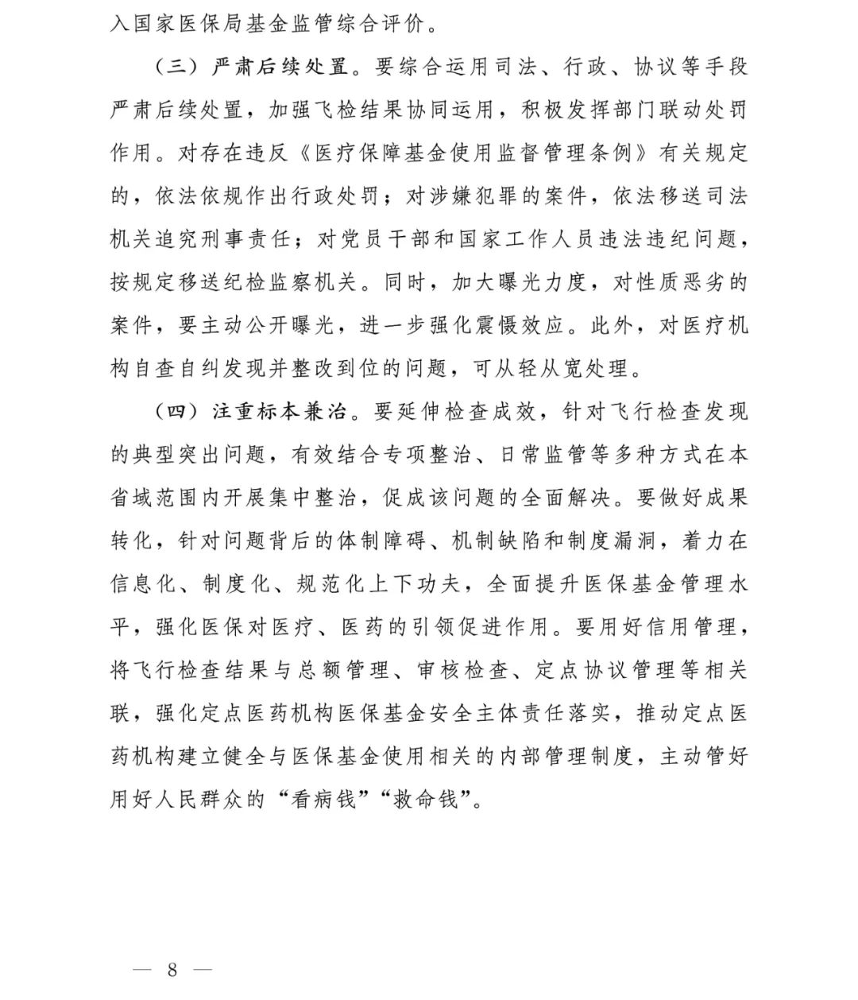 入国家医保局基金监管综合评价。
（三）严肃后续处置。要综合运用司法、行政、协议等手段
严肃后续处置，加强飞检结果协同运用，积极发挥部门联动处罚
作用。对存在违反《医疗保障基金使用监督管理条例》有关规定
的，依法依规作出行政处罚；对涉嫌犯罪的案件，依法移送司法
机关追究刑事责任；对党员干部和国家工作人员违法违纪问题，
按规定移送纪检监察机关。同时，加大曝光力度，对性质恶劣的
案件，要主动公开曝光，进一步强化震慑效应。此外，对医疗机
构自查自纠发现并整改到位的问题，可从轻从宽处理。
（四）注重标本兼治。要延伸检查成效，针对飞行检查发现
的典型突出问题，有效结合专项整治、日常监管等多种方式在本
省域范围内开展集中整治，促成该问题的全面解决。要做好成果
转化，针对问题背后的体制障碍、机制缺陷和制度漏洞，着力在
信息化、制度化、规范化上下功夫，全面提升医保基金管理水
平，强化医保对医疗、医药的引领促进作用。要用好信用管理，
将飞行检查结果与总额管理、审核检查、定点协议管理等相关
联，强化定点医药机构医保基金安全主体责任落实，推动定点医
药机构建立健全与医保基金使用相关的内部管理制度，主动管好
用好人民群众的“看病钱”“救命钱”。
— 8 —